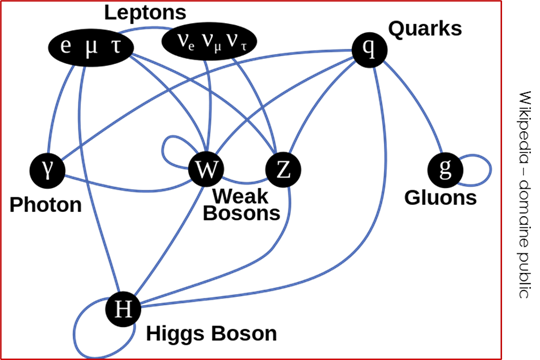 Leptons
e μ τ
νe νμ ντ
q
Quarks
γ
Photon
W
Z
Weak
Bosons
g
Gluons
H
Higgs Boson
Wikipedia – domaine public